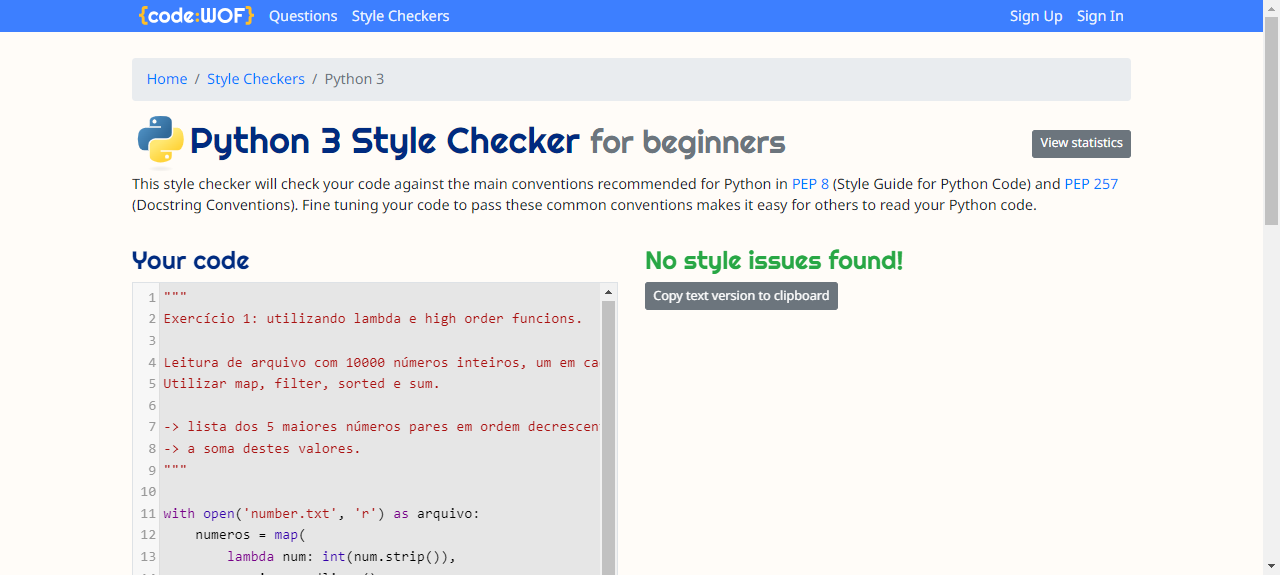 {code:WOF} Questions Style Checkers Sign Up Sign In
Home / Style Checkers / Python 3
Python 3 Style Checker for beginners
View statistics
This style checker will check your code against the main conventions recommended for Python in PEP 8 (Style Guide for Python Code) and PEP 257
(Docstring Conventions). Fine tuning your code to pass these common conventions makes it easy for others to read your Python code.
Your code
1 """
2 Exercício 1: utilizando lambda e high order funcions.
3
4 Leitura de arquivo com 10000 números inteiros, um em ca
5 Utilizar map, filter, sorted e sum.
6
7 -> lista dos 5 maiores números pares em ordem decrescen
8 -> a soma destes valores.
9 """
10
11 with open('number.txt', 'r') as arquivo:
12     numeros = map(
13         lambda num: int(num.strip()),
No style issues found!
Copy text version to clipboard